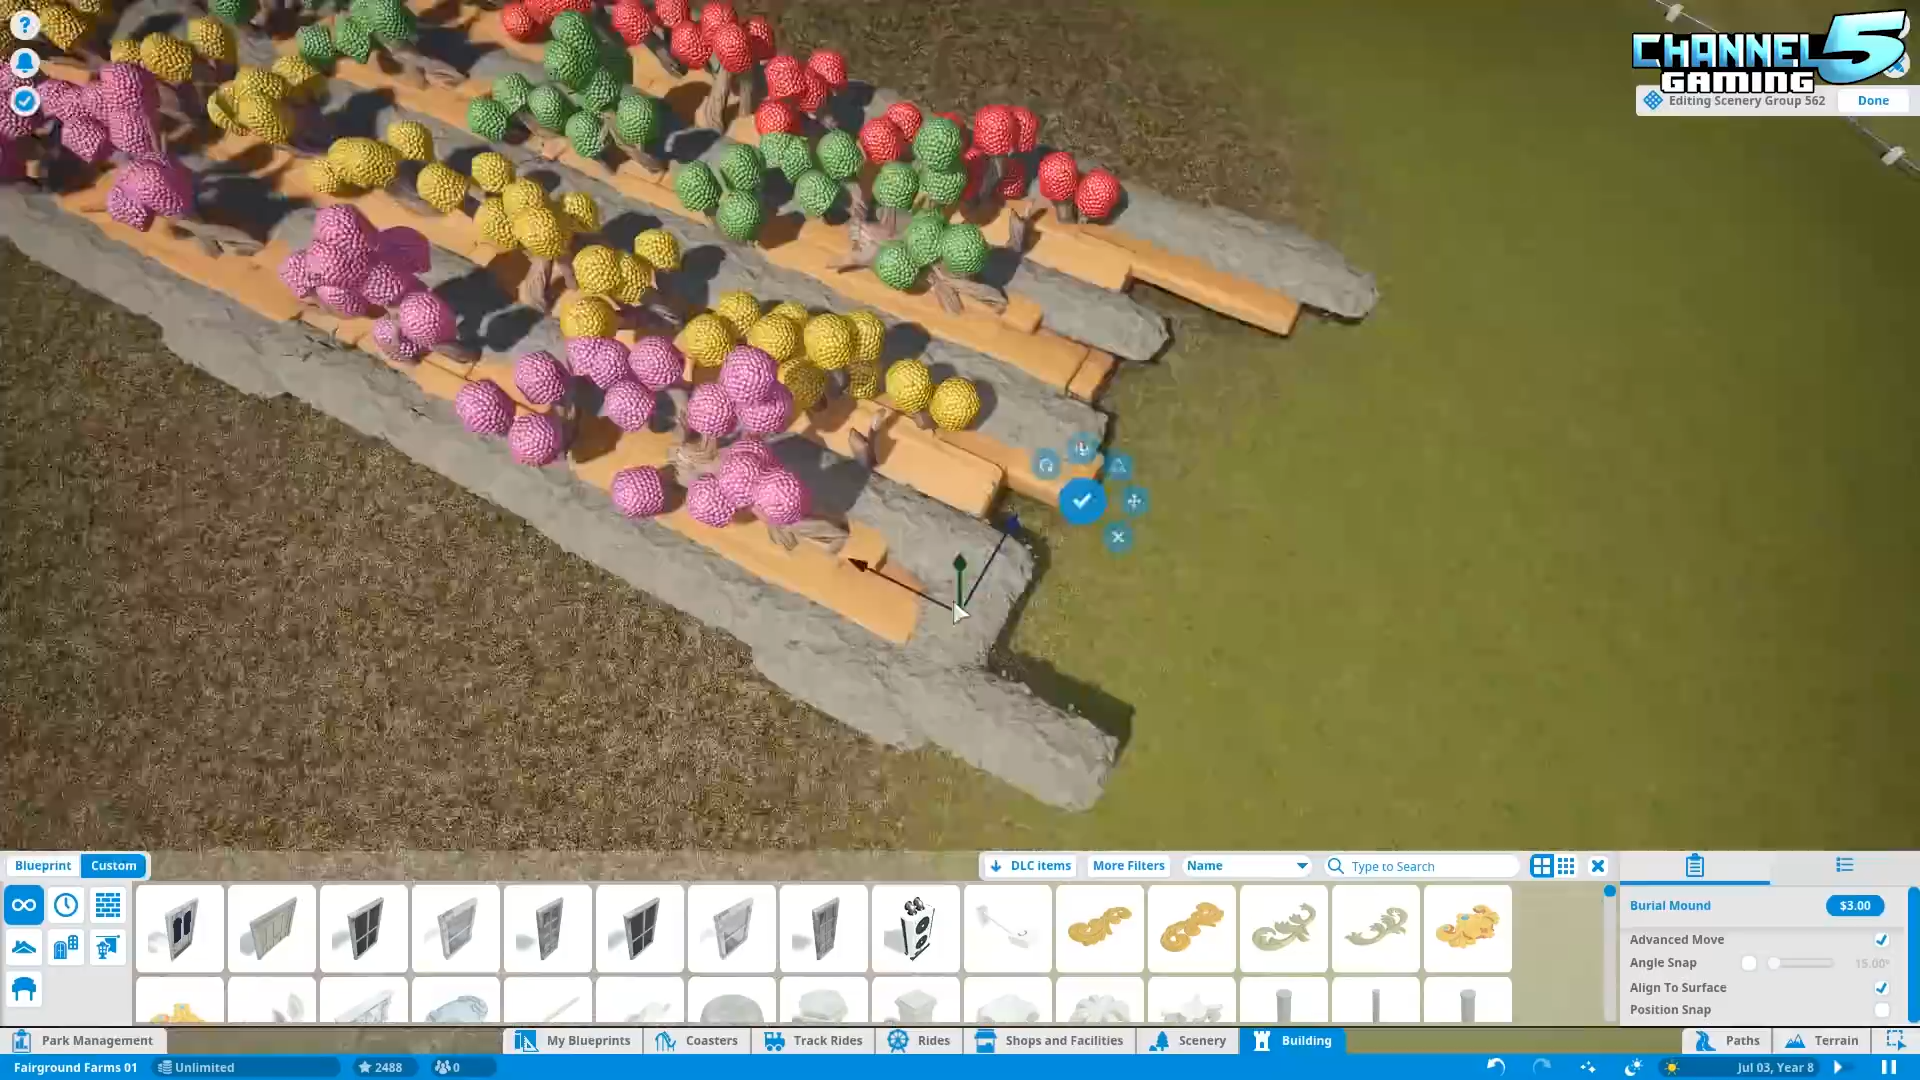 CHANNEL 5
GAMING
Editing Scenery Group 562
Done
Blueprint
Custom
DLC items
More Filters
Name
Type to Search
Burial Mound
$3.00
Advanced Move
Angle Snap
15.00°
Align To Surface
Position Snap
Park Management
My Blueprints
Coasters
Track Rides
Rides
Shops and Facilities
Scenery
Building
Paths
Terrain
Fairground Farms 01
Unlimited
2488
0
Jul 03, Year 8